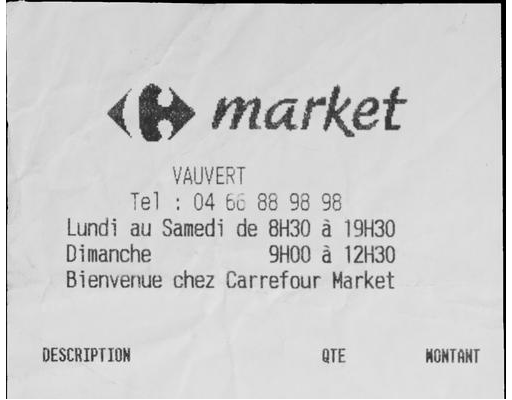 market
VAUVERT
Tel : 04 66 88 98 98
Lundi au Samedi de 8H30 à 19H30
Dimanche 9H00 à 12H30
Bienvenue chez Carrefour Market
DESCRIPTION QTE MONTANT